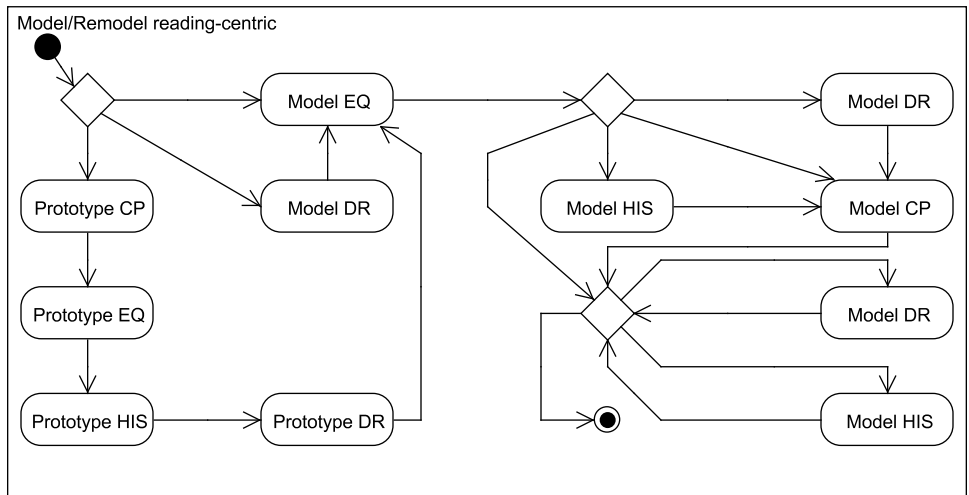 Model/Remodel reading-centric
Model EQ
Model DR
Prototype CP
Model DR
Model HIS
Model CP
Prototype EQ
Model DR
Prototype HIS
Prototype DR
Model HIS